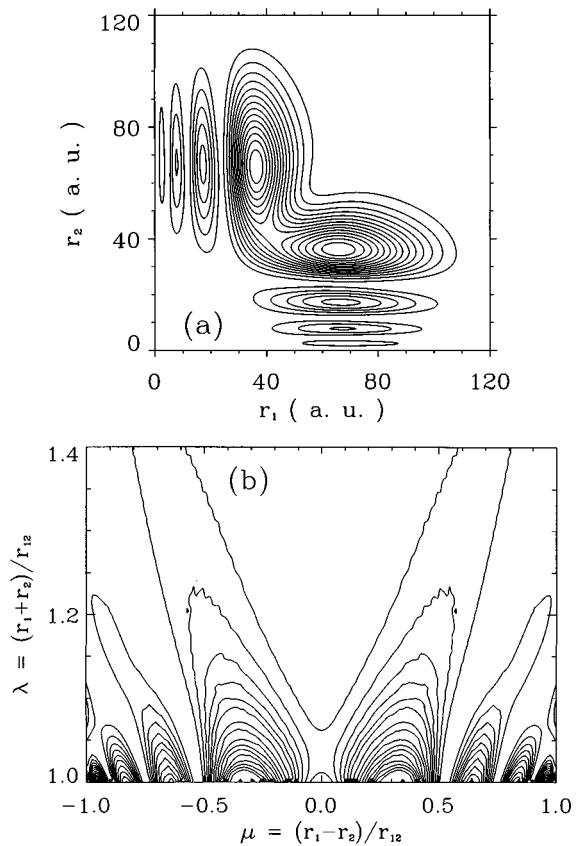 120
80
40
0
r₂ ( a. u. )
(a)
0 40 80 120
r₁ ( a. u. )
1.4
1.2
1.0
λ = (r₁+r₂)/r₁₂
(b)
−1.0 −0.5 0.0 0.5 1.0
μ = (r₁−r₂)/r₁₂